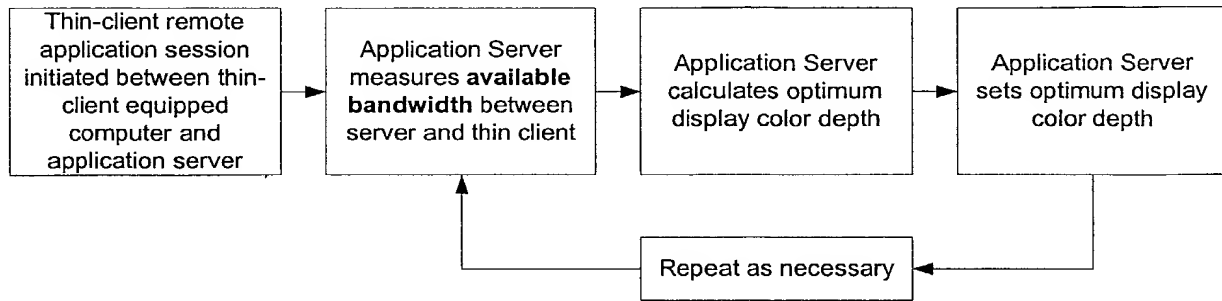 Thin-client remote
application session
initiated between thin-
client equipped
computer and
application server
Application Server
measures available
bandwidth between
server and thin client
Application Server
calculates optimum
display color depth
Application Server
sets optimum display
color depth
Repeat as necessary